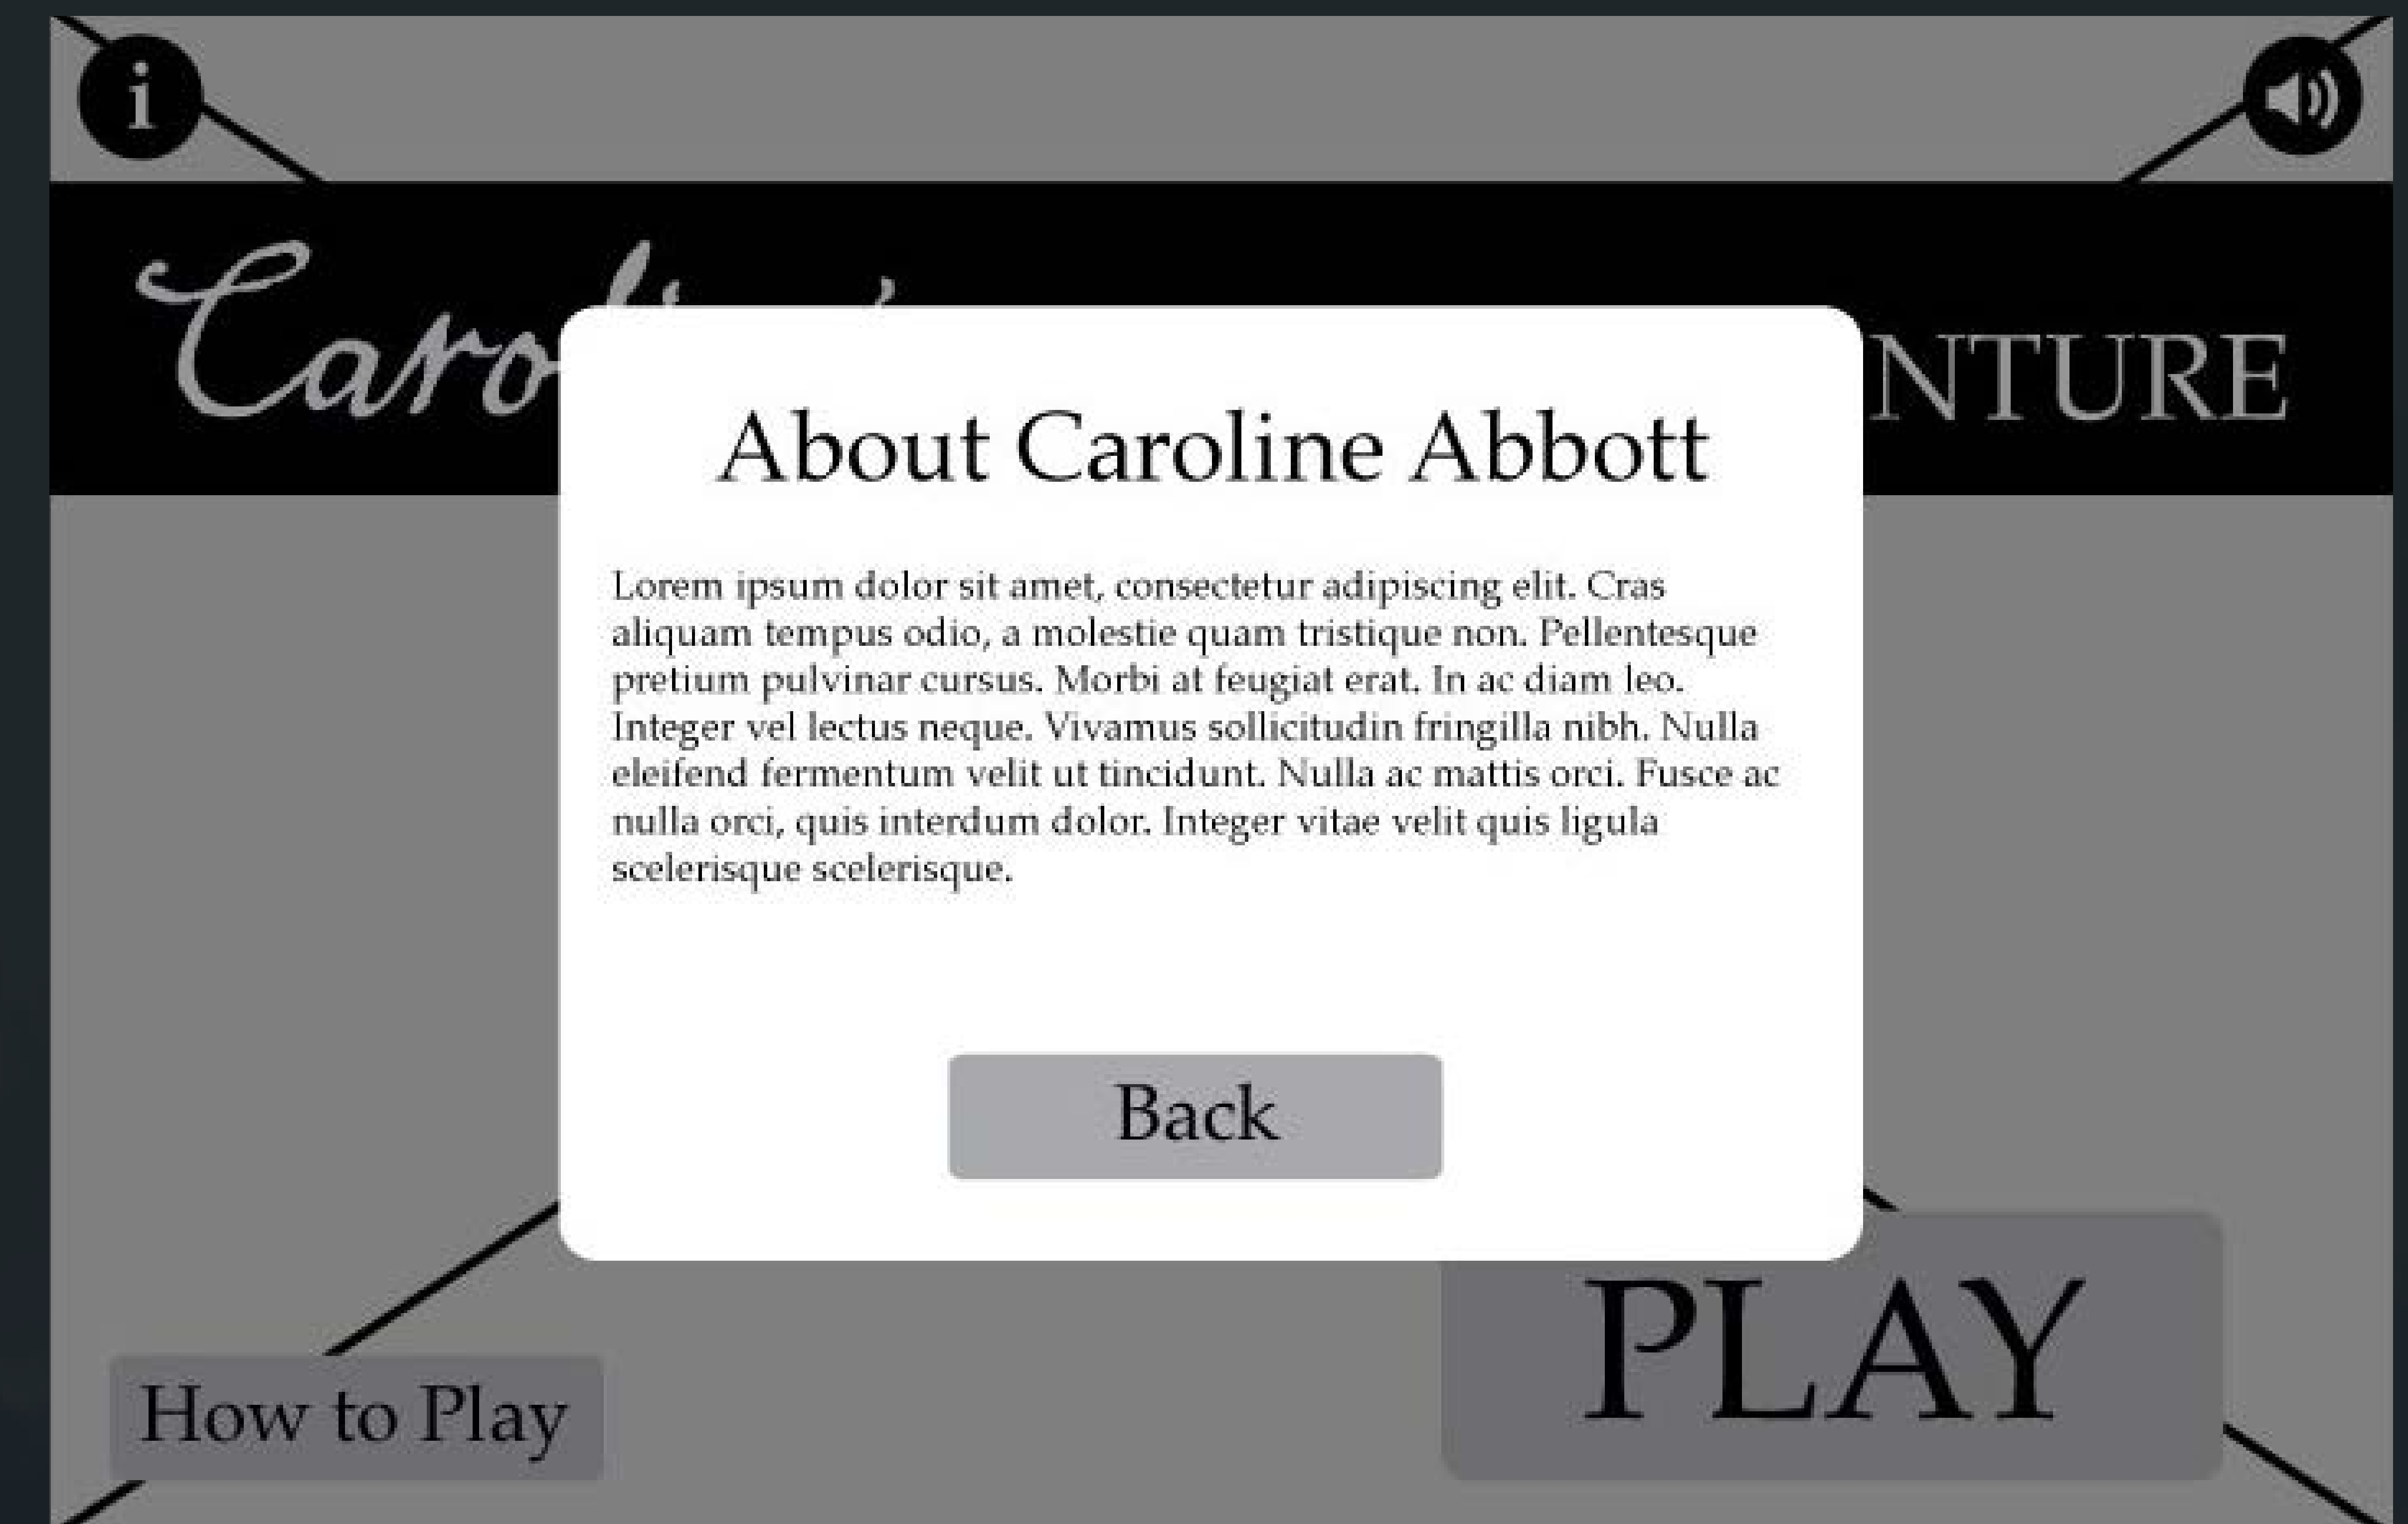 i
About Caroline Abbott
Lorem ipsum dolor sit amet, consectetur adipiscing elit. Cras
aliquam tempus odio, a molestie quam tristique non. Pellentesque
pretium pulvinar cursus. Morbi at feugiat erat. In ac diam leo.
Integer vel lectus neque. Vivamus sollicitudin fringilla nibh. Nulla
eleifend fermentum velit ut tincidunt. Nulla ac mattis orci. Fusce ac
nulla orci, quis interdum dolor. Integer vitae velit quis ligula
scelerisque scelerisque.
Back
How to Play
PLAY